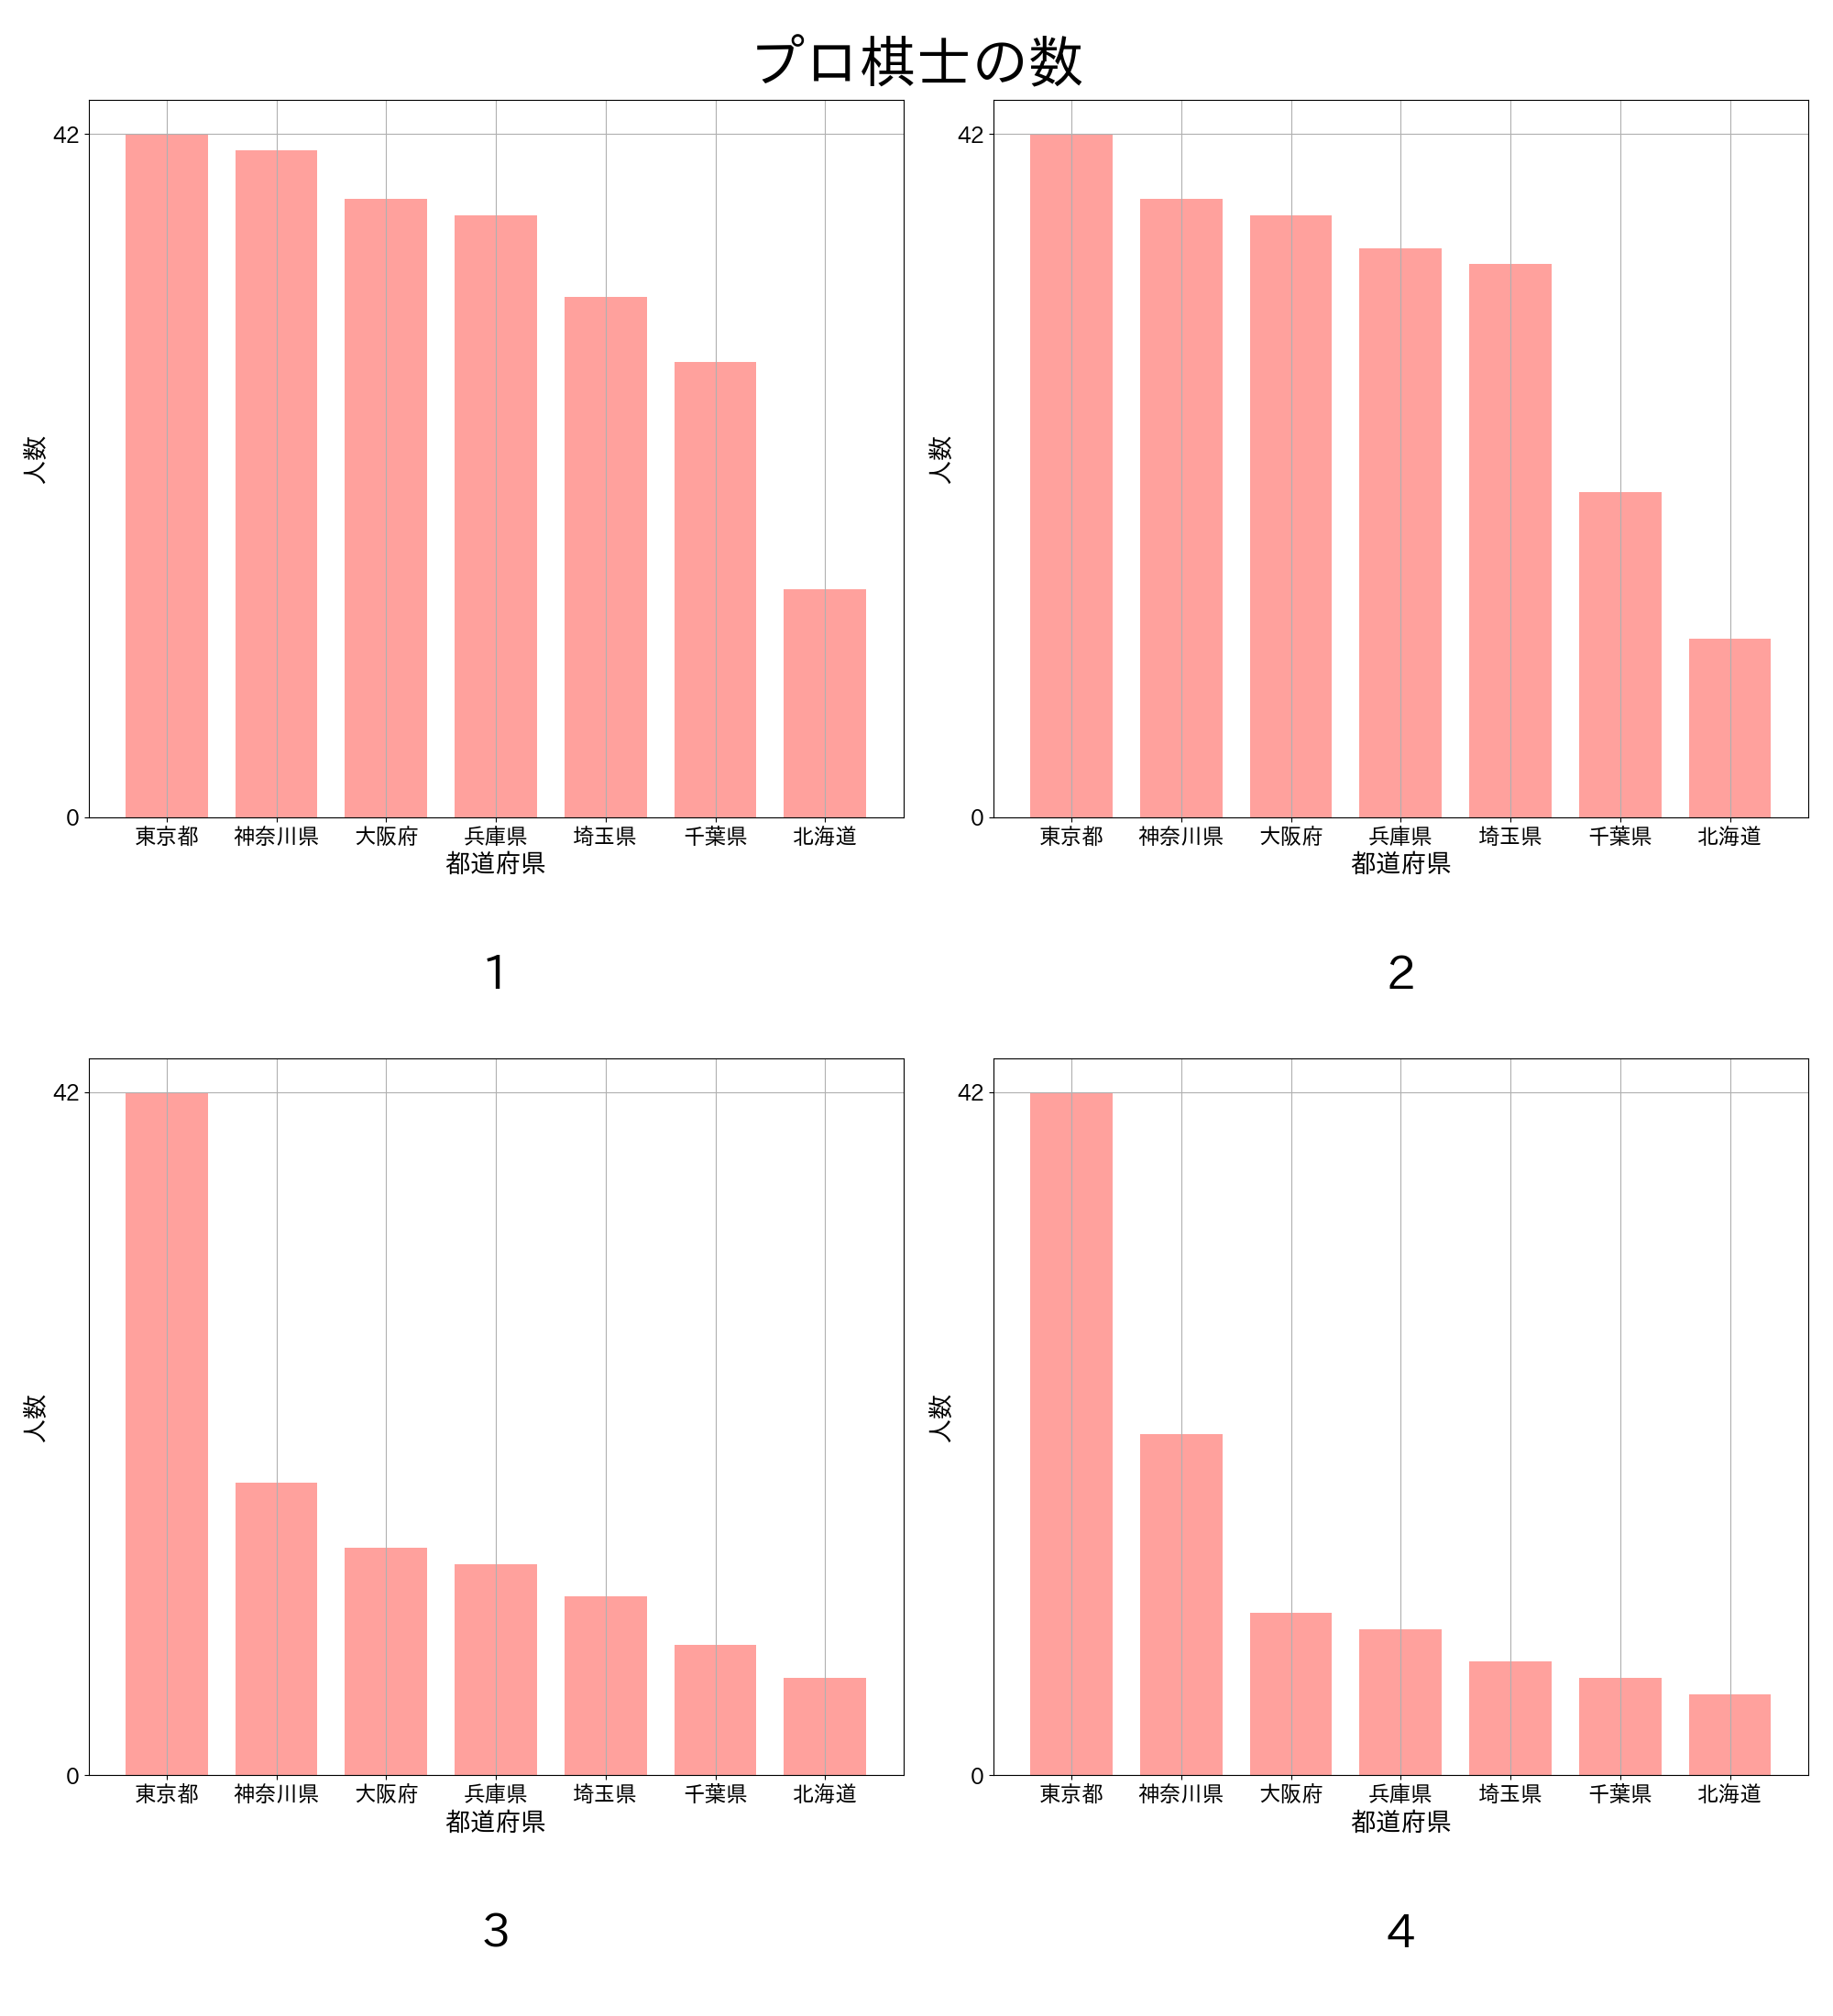 プロ棋士の数
42
0
人数
東京都 神奈川県 大阪府 兵庫県 埼玉県 千葉県 北海道
都道府県
1
42
0
人数
東京都 神奈川県 大阪府 兵庫県 埼玉県 千葉県 北海道
都道府県
2
42
0
人数
東京都 神奈川県 大阪府 兵庫県 埼玉県 千葉県 北海道
都道府県
3
42
0
人数
東京都 神奈川県 大阪府 兵庫県 埼玉県 千葉県 北海道
都道府県
4